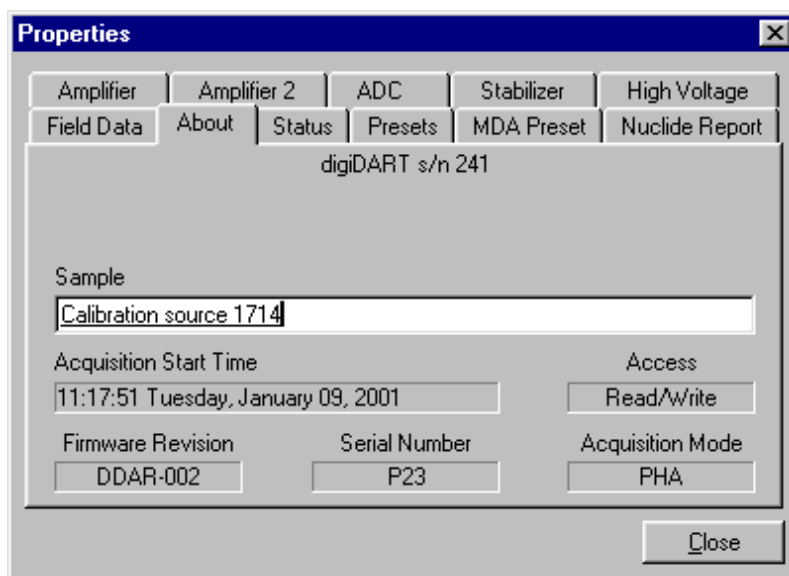 Properties
Amplifier Amplifier 2 ADC Stabilizer High Voltage
Field Data About Status Presets MDA Preset Nuclide Report
digiDART s/n 241
Sample
Calibration source 1714
Acquisition Start Time Access
11:17:51 Tuesday, January 09, 2001 Read/Write
Firmware Revision Serial Number Acquisition Mode
DDAR-002 P23 PHA
Close